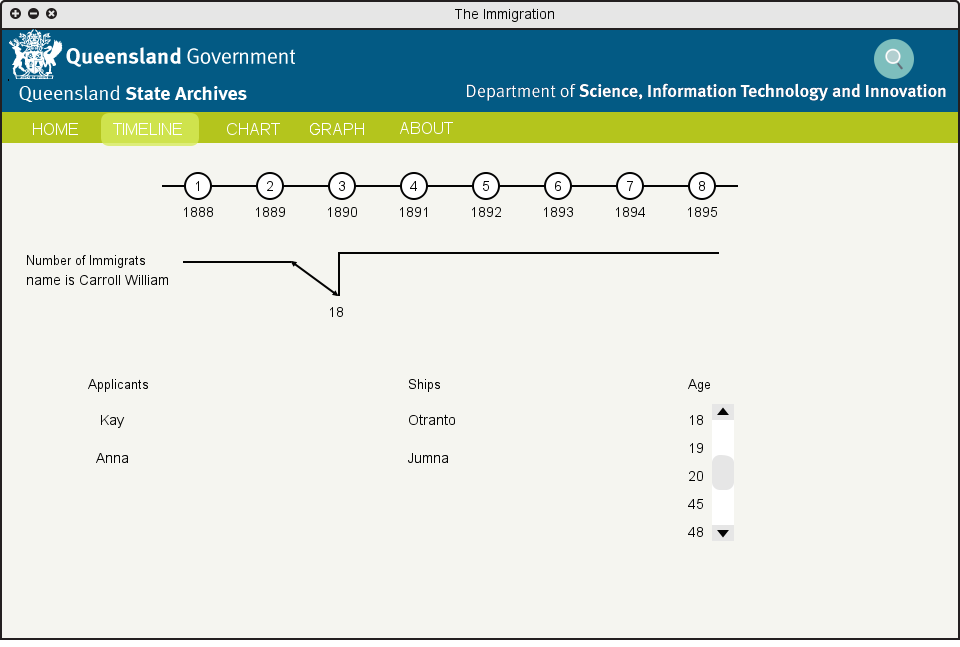 The Immigration
Queensland Government
Queensland State Archives
Department of Science, Information Technology and Innovation
HOME TIMELINE CHART GRAPH ABOUT
1 2 3 4 5 6 7 8
1888 1889 1890 1891 1892 1893 1894 1895
Number of Immigrats
name is Carroll William
18
Applicants Ships Age
Kay Otranto 18
19
Anna Jumna
20
45
48